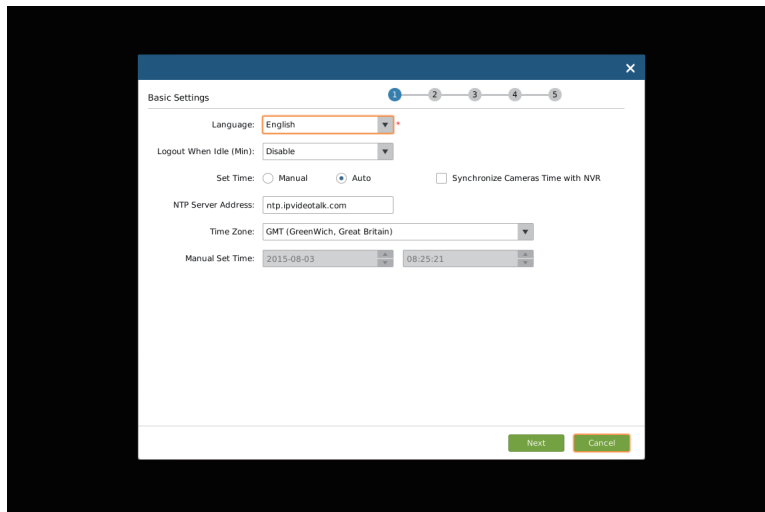 Basic Settings 1 2 3 4 5
Language: English *
Logout When Idle (Min): Disable
Set Time: Manual Auto Synchronize Cameras Time with NVR
NTP Server Address: ntp.ipvideotalk.com
Time Zone: GMT (GreenWich, Great Britain)
Manual Set Time: 2015-08-03 08:25:21
Next Cancel